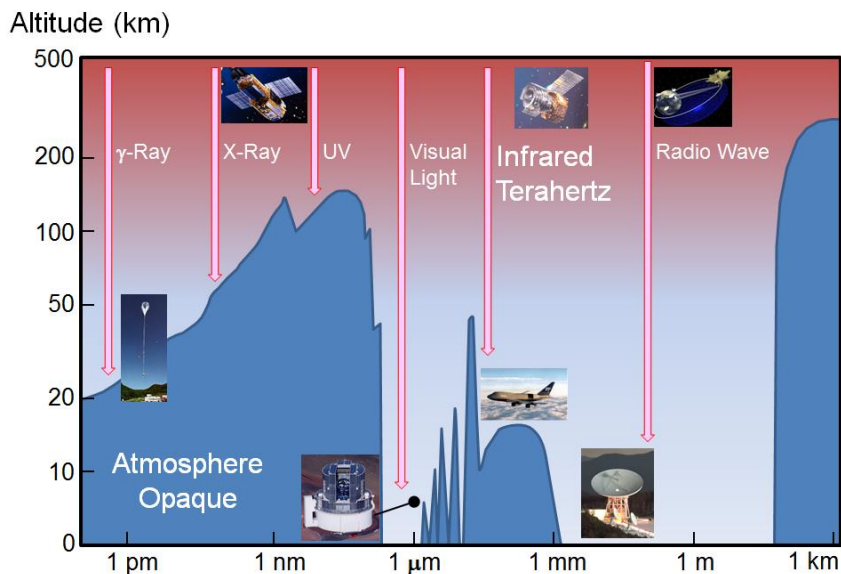 Altitude (km)
500
200
100
50
20
10
0
γ-Ray
X-Ray
UV
Visual
Light
Infrared
Terahertz
Radio Wave
Atmosphere
Opaque
1 pm
1 nm
1 μm
1 mm
1 m
1 km